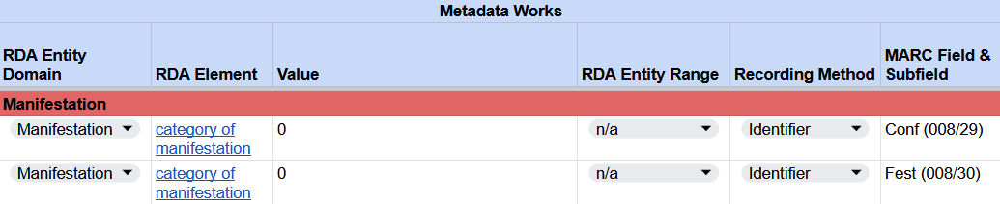 Metadata Works
RDA Entity Domain RDA Element Value RDA Entity Range Recording Method MARC Field & Subfield
Manifestation
Manifestation category of manifestation 0 n/a Identifier Conf (008/29)
Manifestation category of manifestation 0 n/a Identifier Fest (008/30)